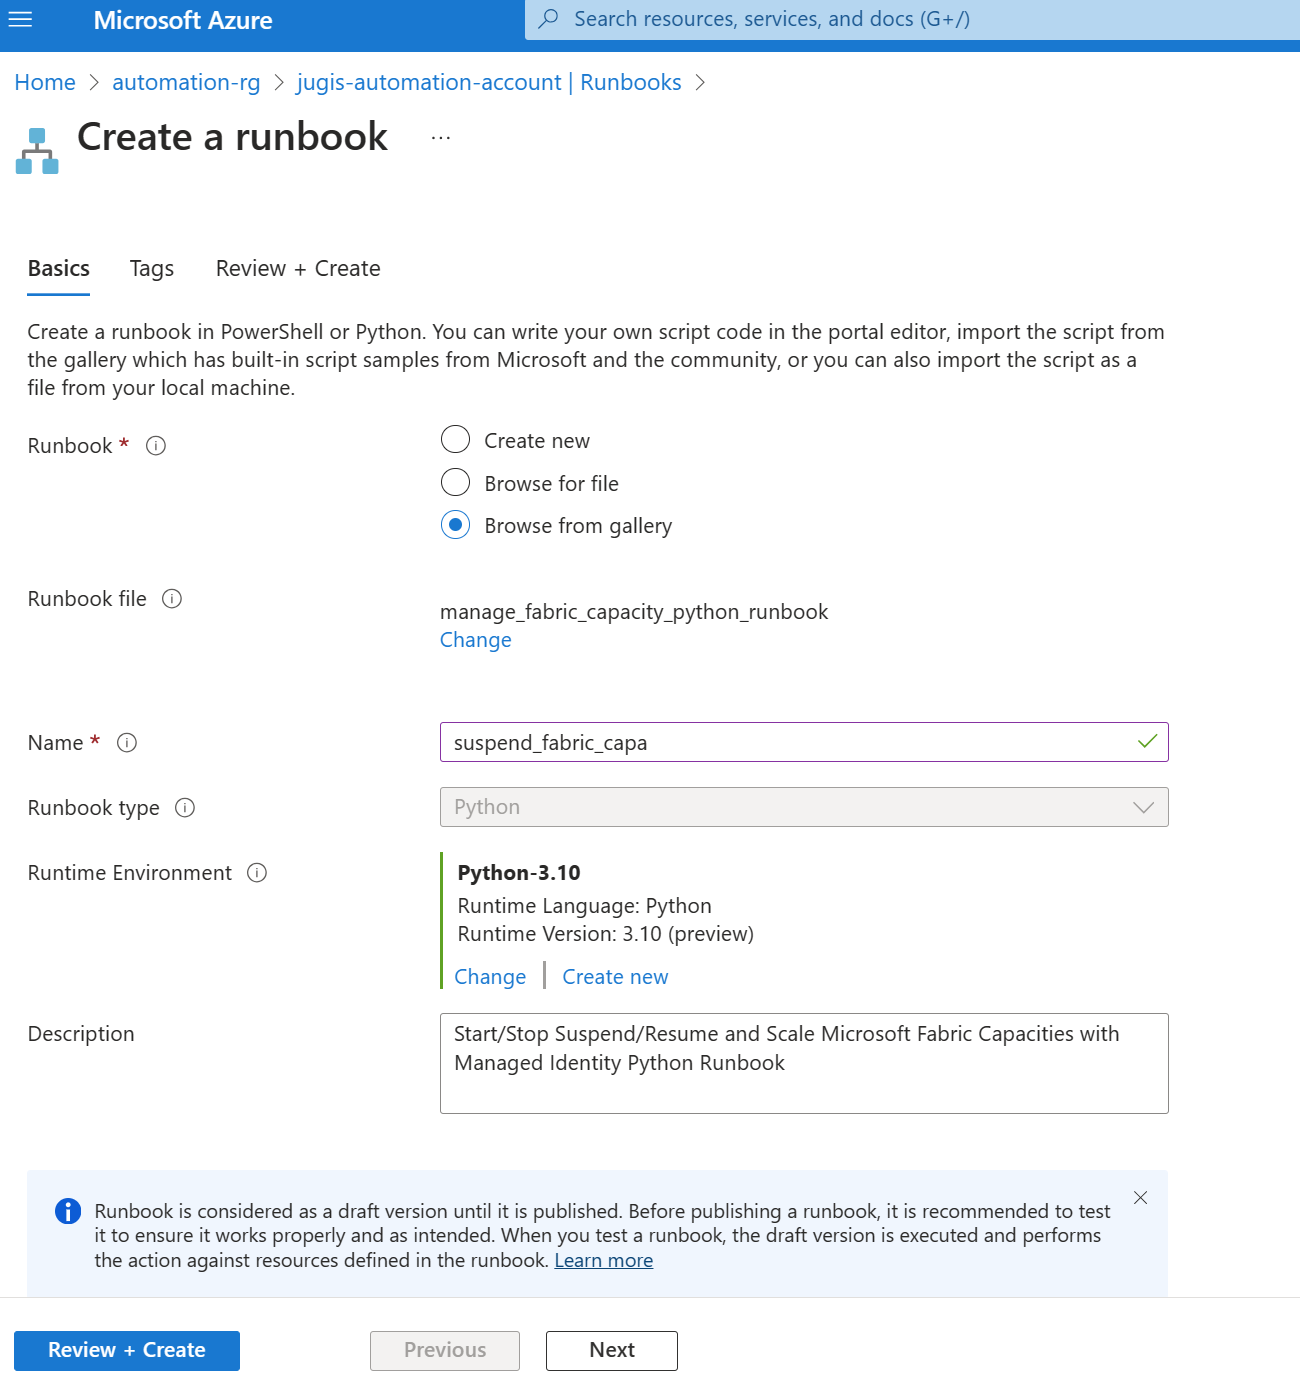 Microsoft Azure
Search resources, services, and docs (G+/)
Home > automation-rg > jugis-automation-account | Runbooks >
Create a runbook ...
Basics Tags Review + Create
Create a runbook in PowerShell or Python. You can write your own script code in the portal editor, import the script from
the gallery which has built-in script samples from Microsoft and the community, or you can also import the script as a
file from your local machine.
Runbook *
Create new
Browse for file
Browse from gallery
Runbook file
manage_fabric_capacity_python_runbook
Change
Name *
suspend_fabric_capa
Runbook type
Python
Runtime Environment
Python-3.10
Runtime Language: Python
Runtime Version: 3.10 (preview)
Change | Create new
Description
Start/Stop Suspend/Resume and Scale Microsoft Fabric Capacities with
Managed Identity Python Runbook
Runbook is considered as a draft version until it is published. Before publishing a runbook, it is recommended to test
it to ensure it works properly and as intended. When you test a runbook, the draft version is executed and performs
the action against resources defined in the runbook. Learn more
Review + Create
Previous
Next